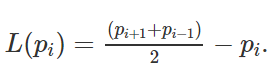 L(p_i) = \frac{(p_{i+1}+p_{i-1})}{2} - p_i.